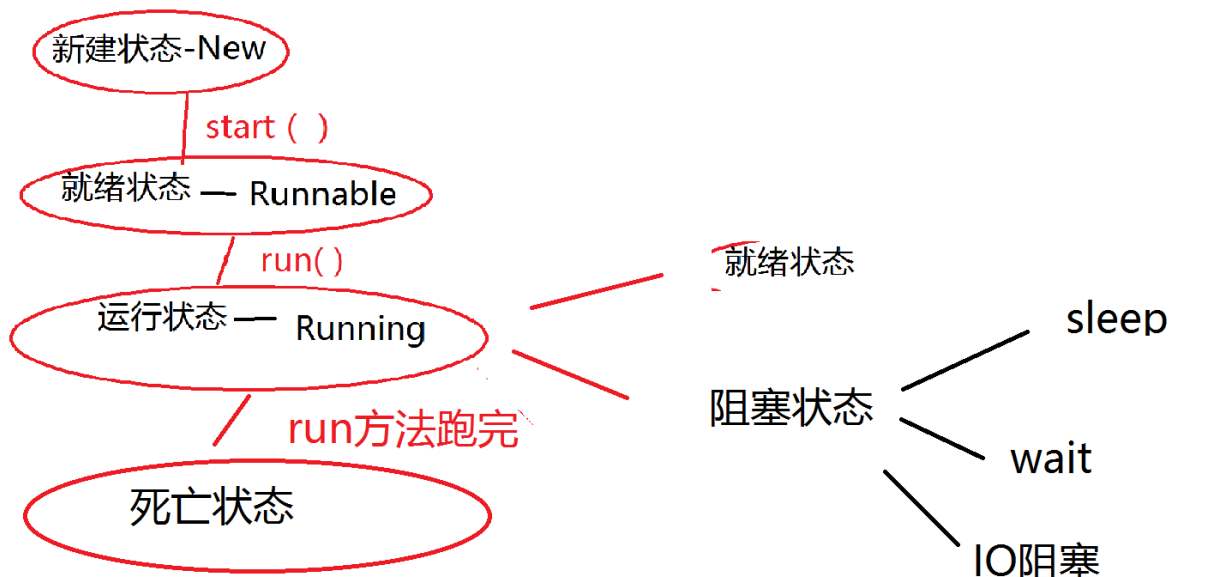 新建状态-New
start（ ）
就绪状态 — Runnable
run( )
运行状态 — Running
就绪状态
sleep
阻塞状态
run方法跑完
wait
死亡状态
IO阻塞